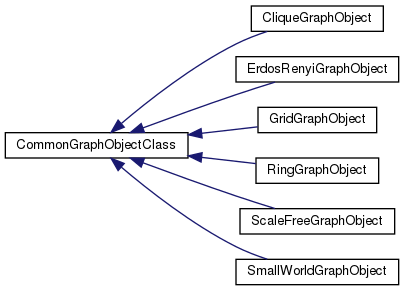 CliqueGraphObject
ErdosRenyiGraphObject
GridGraphObject
CommonGraphObjectClass
RingGraphObject
ScaleFreeGraphObject
SmallWorldGraphObject